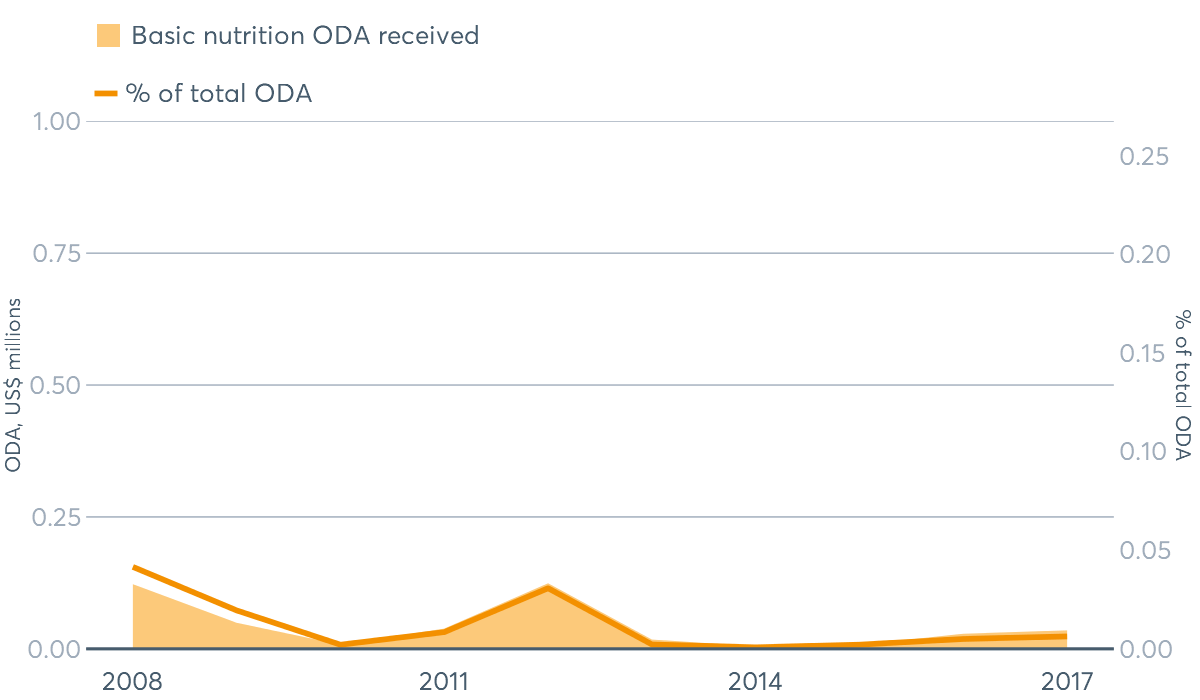 Basic nutrition ODA received
% of total ODA
1.00
0.75
0.50
0.25
0.00
ODA, US$ millions
0.25
0.20
0.15
0.10
0.05
0.00
% of total ODA
2008 2011 2014 2017